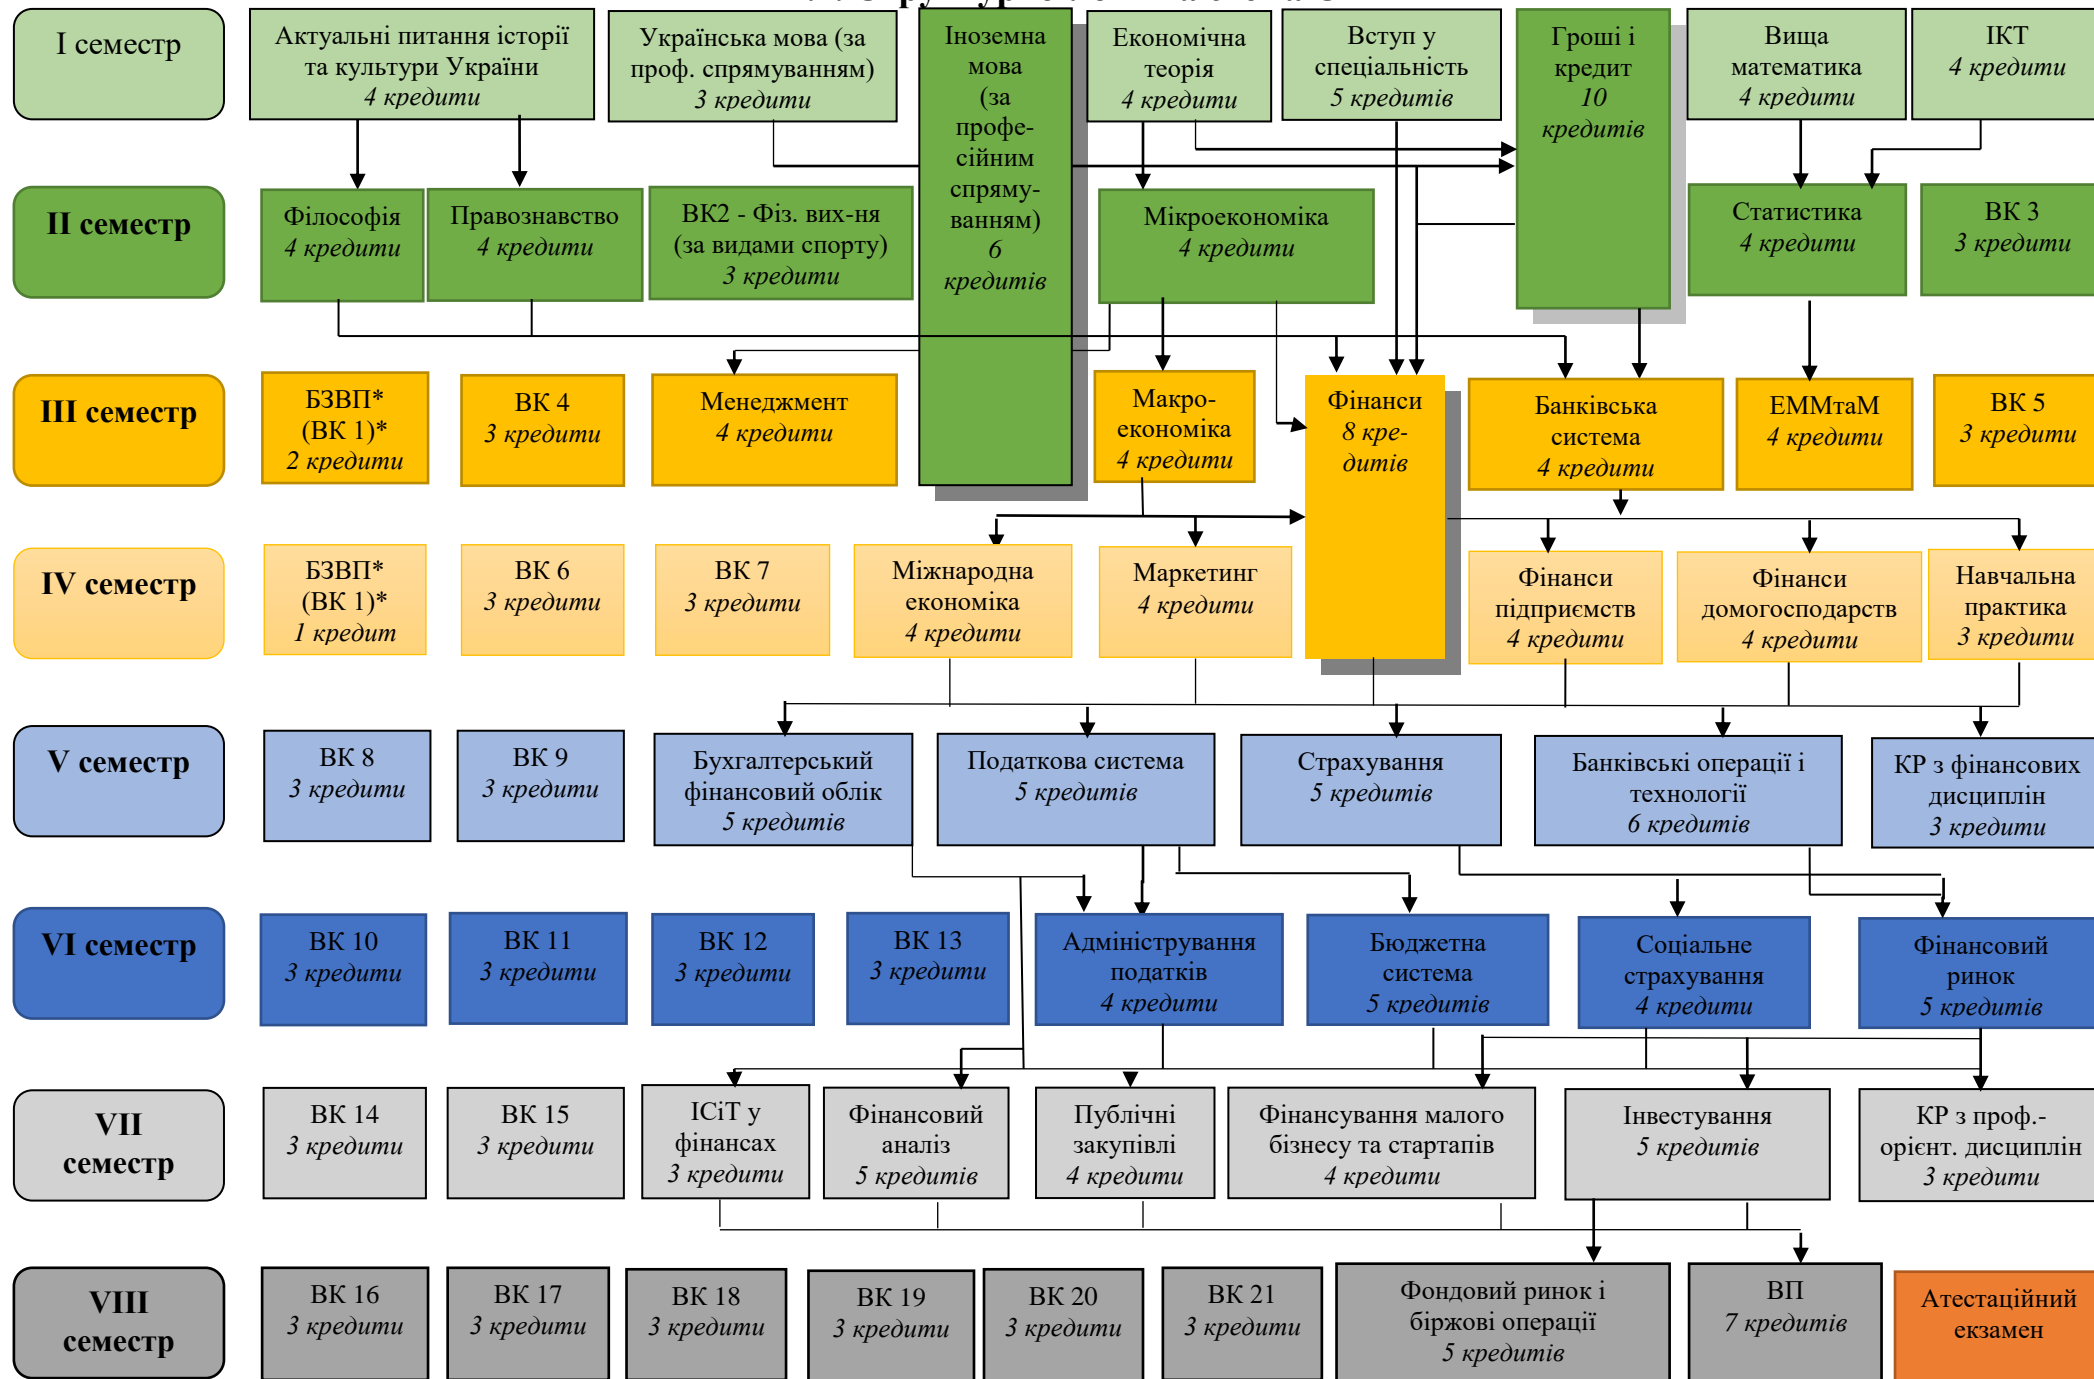 I семестр
Актуальні питання історії
та культури України
4 кредити
Українська мова (за
проф. спрямуванням)
3 кредити
Іноземна
мова
(за
профе-
сійним
спряму-
ванням)
6
кредитів
Економічна
теорія
4 кредити
Вступ у
спеціальність
5 кредитів
Гроші і
кредит
10
кредитів
Вища
математика
4 кредити
ІКТ
4 кредити
II семестр
Філософія
4 кредити
Правознавство
4 кредити
ВК2 - Фіз. вих-ня
(за видами спорту)
3 кредити
Мікроекономіка
4 кредити
Статистика
4 кредити
ВК 3
3 кредити
III семестр
БЗВП*
(ВК 1)*
2 кредити
ВК 4
3 кредити
Менеджмент
4 кредити
Макро-
економіка
4 кредити
Фінанси
8 кре-
дитів
Банківська
система
4 кредити
ЕММтаМ
4 кредити
ВК 5
3 кредити
IV семестр
БЗВП*
(ВК 1)*
1 кредит
ВК 6
3 кредити
ВК 7
3 кредити
Міжнародна
економіка
4 кредити
Маркетинг
4 кредити
Фінанси
підприємств
4 кредити
Фінанси
домогосподарств
4 кредити
Навчальна
практика
3 кредити
V семестр
ВК 8
3 кредити
ВК 9
3 кредити
Бухгалтерський
фінансовий облік
5 кредитів
Податкова система
5 кредитів
Страхування
5 кредитів
Банківські операції і
технології
6 кредитів
КР з фінансових
дисциплін
3 кредити
VI семестр
ВК 10
3 кредити
ВК 11
3 кредити
ВК 12
3 кредити
ВК 13
3 кредити
Адміністрування
податків
4 кредити
Бюджетна
система
5 кредитів
Соціальне
страхування
4 кредити
Фінансовий
ринок
5 кредитів
VII
семестр
ВК 14
3 кредити
ВК 15
3 кредити
ІСіТ у
фінансах
3 кредити
Фінансовий
аналіз
5 кредитів
Публічні
закупівлі
4 кредити
Фінансування малого
бізнесу та стартапів
4 кредити
Інвестування
5 кредитів
КР з проф.-
орієнт. дисциплін
3 кредити
VIII
семестр
ВК 16
3 кредити
ВК 17
3 кредити
ВК 18
3 кредити
ВК 19
3 кредити
ВК 20
3 кредити
ВК 21
3 кредити
Фондовий ринок і
біржові операції
5 кредитів
ВП
7 кредитів
Атестаційний
екзамен